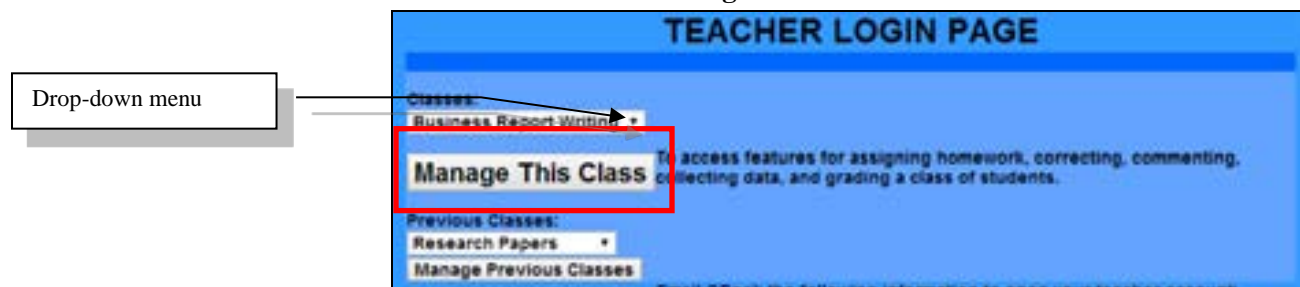 TEACHER LOGIN PAGE
Drop-down menu
Classes:
Business Report-Writing
Manage This Class
To access features for assigning homework, correcting, commenting,
collecting data, and grading a class of students.
Previous Classes:
Research Papers
Manage Previous Classes